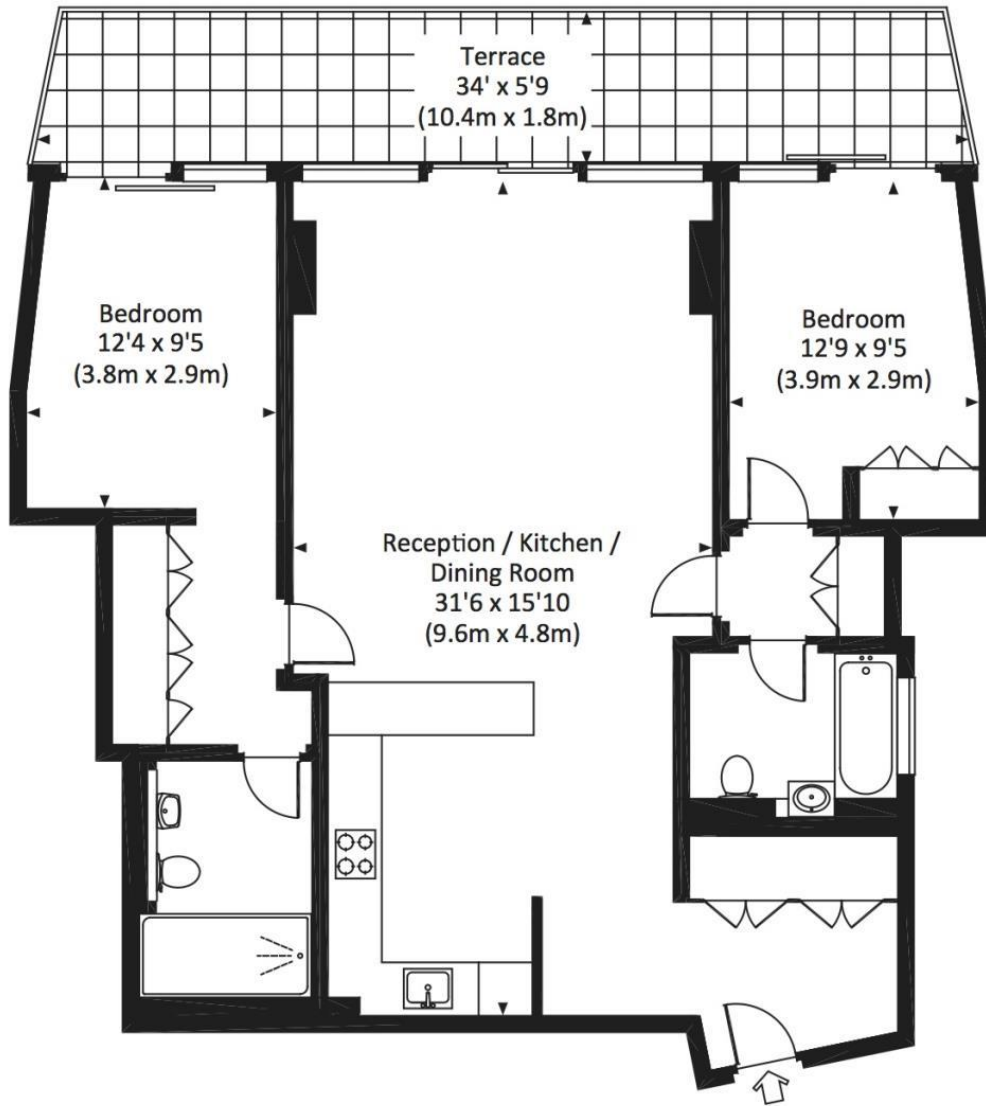 Terrace
34' x 5'9
(10.4m x 1.8m)
Bedroom
12'4 x 9'5
(3.8m x 2.9m)
Bedroom
12'9 x 9'5
(3.9m x 2.9m)
Reception / Kitchen /
Dining Room
31'6 x 15'10
(9.6m x 4.8m)